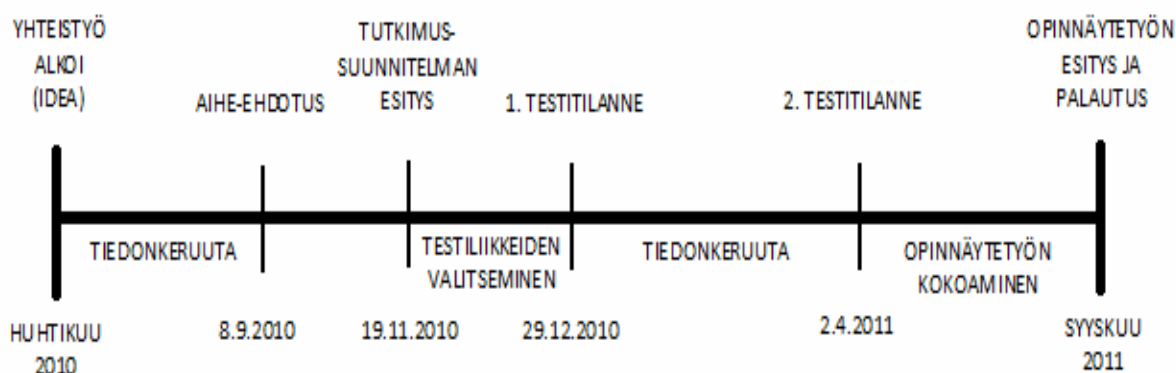 YHTEISTYÖ
ALKOI
(IDEA)
AIHE-EHDOTUS
TUTKIMUS-
SUUNNITELMAN
ESITYS
1. TESTITILANNE
2. TESTITILANNE
OPINNÄYTETYÖN
ESITYS JA
PALAUTUS
TIEDONKERUUTA
TESTILIIKKEIDEN
VALITSEMINEN
TIEDONKERUUTA
OPINNÄYTETYÖN
KOKOAMINEN
HUHTIKUU
2010
8.9.2010
19.11.2010
29.12.2010
2.4.2011
SYYSKUU
2011